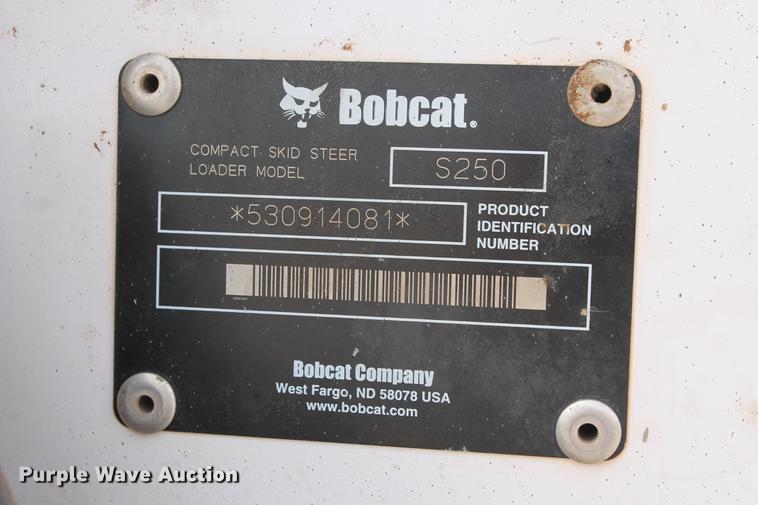 Bobcat.®
COMPACT SKID STEER
LOADER MODEL
S250
*530914081*
PRODUCT
IDENTIFICATION
NUMBER
Bobcat Company
West Fargo, ND 58078 USA
www.bobcat.com
Purple Wave Auction